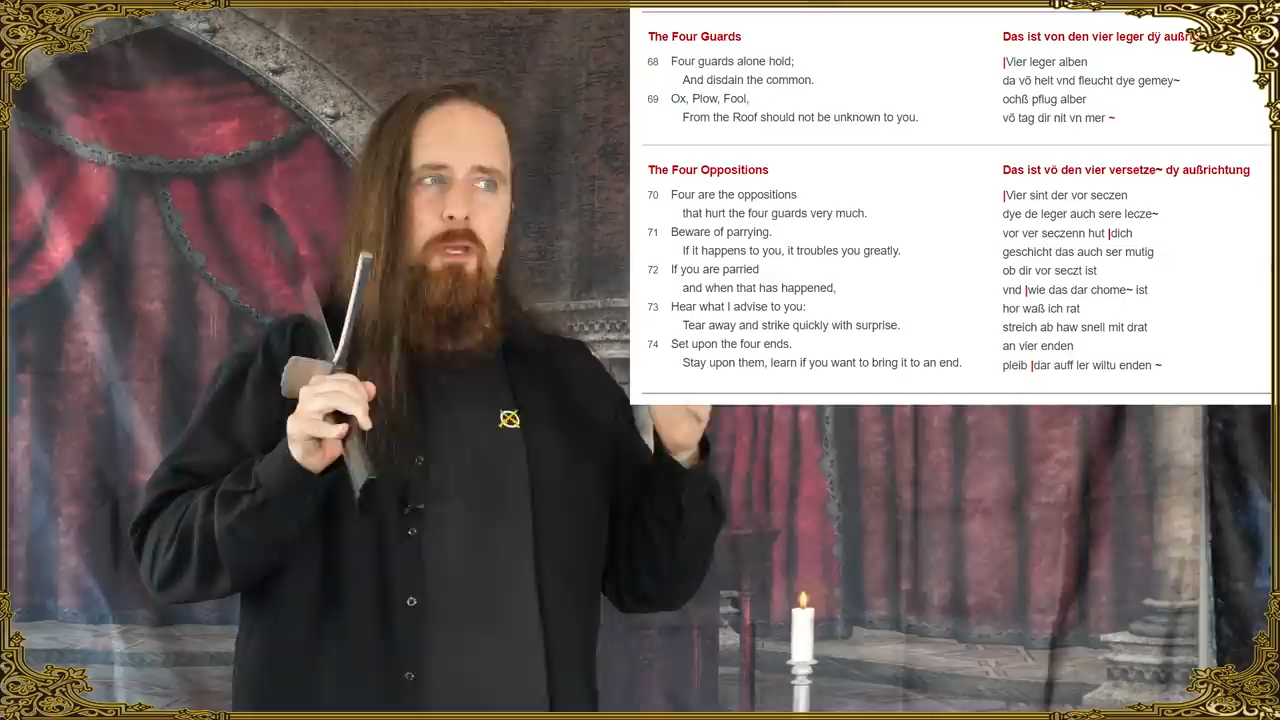 The Four Guards
68 Four guards alone hold;
And disdain the common.
69 Ox, Plow, Fool,
From the Roof should not be unknown to you.
Das ist von den vier leger dÿ
|Vier leger alben
da vō helt vnd fleucht dye gemey~
ochß pflug alber
vō tag dir nit vn mer ~
The Four Oppositions
70 Four are the oppositions
that hurt the four guards very much.
71 Beware of parrying.
If it happens to you, it troubles you greatly.
72 If you are parried
and when that has happened,
73 Hear what I advise to you:
Tear away and strike quickly with surprise.
74 Set upon the four ends.
Stay upon them, learn if you want to bring it to an end.
Das ist vō den vier versetze~ dy außrichtung
|Vier sint der vor seczen
dye de leger auch sere lecze~
vor ver seczenn hut |dich
geschicht das auch ser mutig
ob dir vor seczt ist
vnd |wie das dar chome~ ist
hor waß ich rat
streich ab haw snell mit drat
an vier enden
pleib |dar auff ler wiltu enden ~